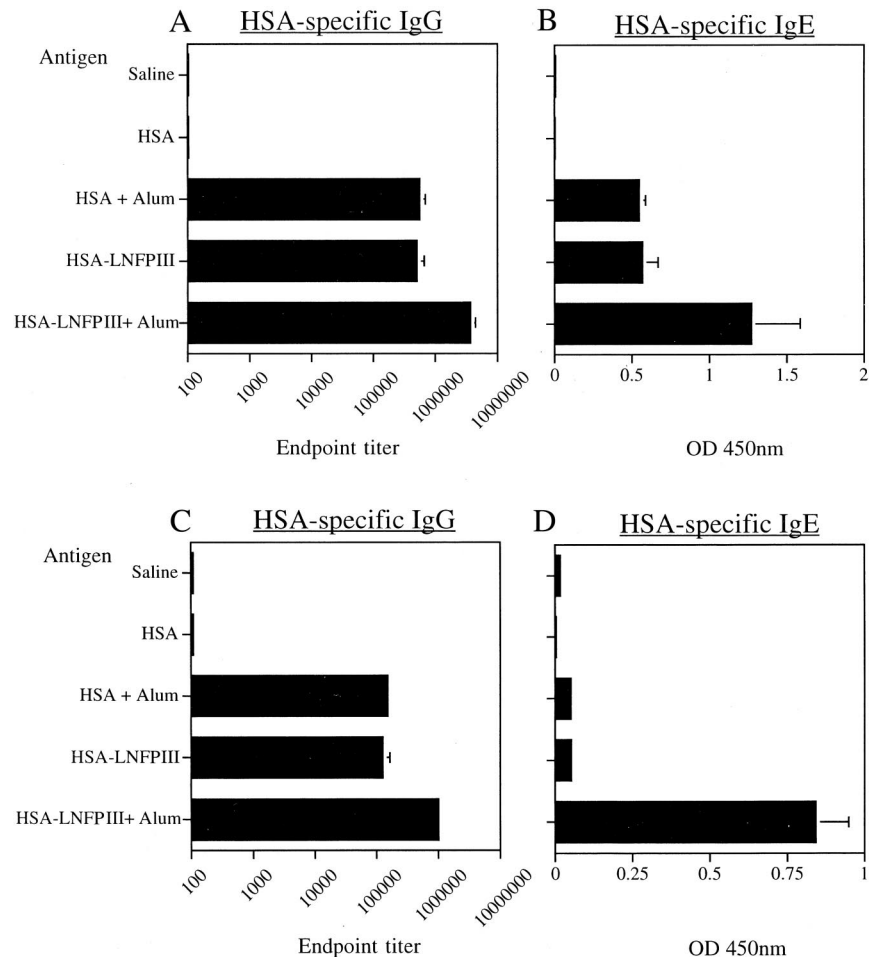 A
HSA-specific IgG
Antigen
Saline
HSA
HSA + Alum
HSA-LNFPIII
HSA-LNFPIII+ Alum
100
1000
10000
100000
1000000
10000000
Endpoint titer
B
HSA-specific IgE
0
0.5
1
1.5
2
OD 450nm
C
HSA-specific IgG
Antigen
Saline
HSA
HSA + Alum
HSA-LNFPIII
HSA-LNFPIII+ Alum
100
1000
10000
100000
1000000
10000000
Endpoint titer
D
HSA-specific IgE
0
0.25
0.5
0.75
1
OD 450nm